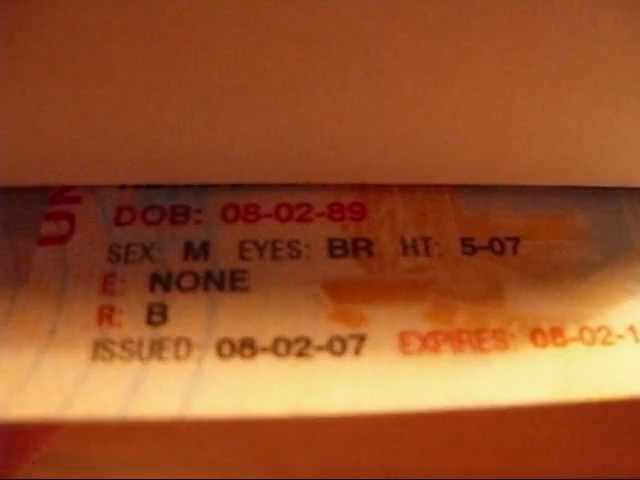 UN
DOB: 08-02-89
SEX: M EYES: BR HT: 5-07
E: NONE
R: B
ISSUED 08-02-07 EXPIRES 08-02-1